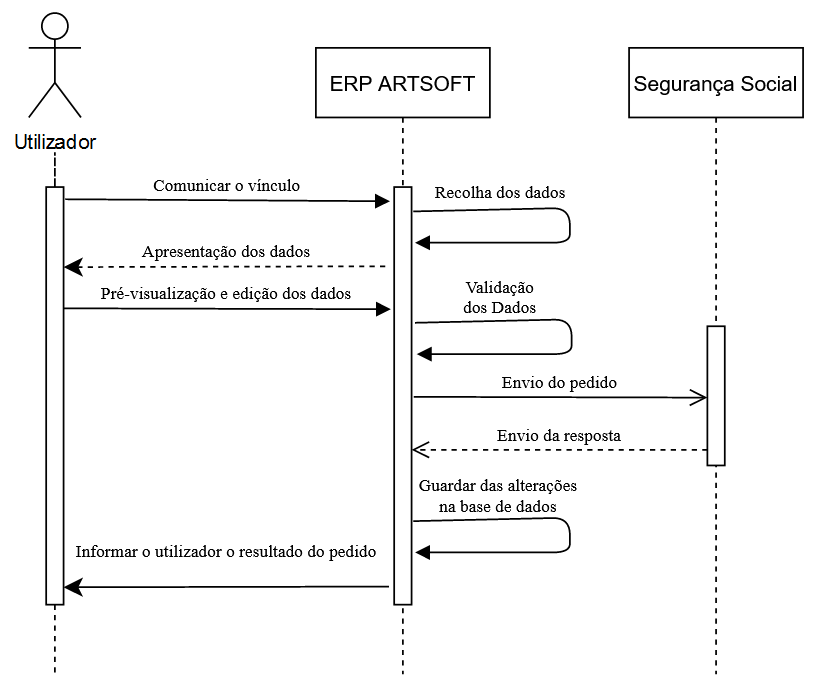 Utilizador
ERP ARTSOFT
Segurança Social
Comunicar o vínculo
Recolha dos dados
Apresentação dos dados
Pré-visualização e edição dos dados
Validação
dos Dados
Envio do pedido
Envio da resposta
Guardar das alterações
na base de dados
Informar o utilizador o resultado do pedido